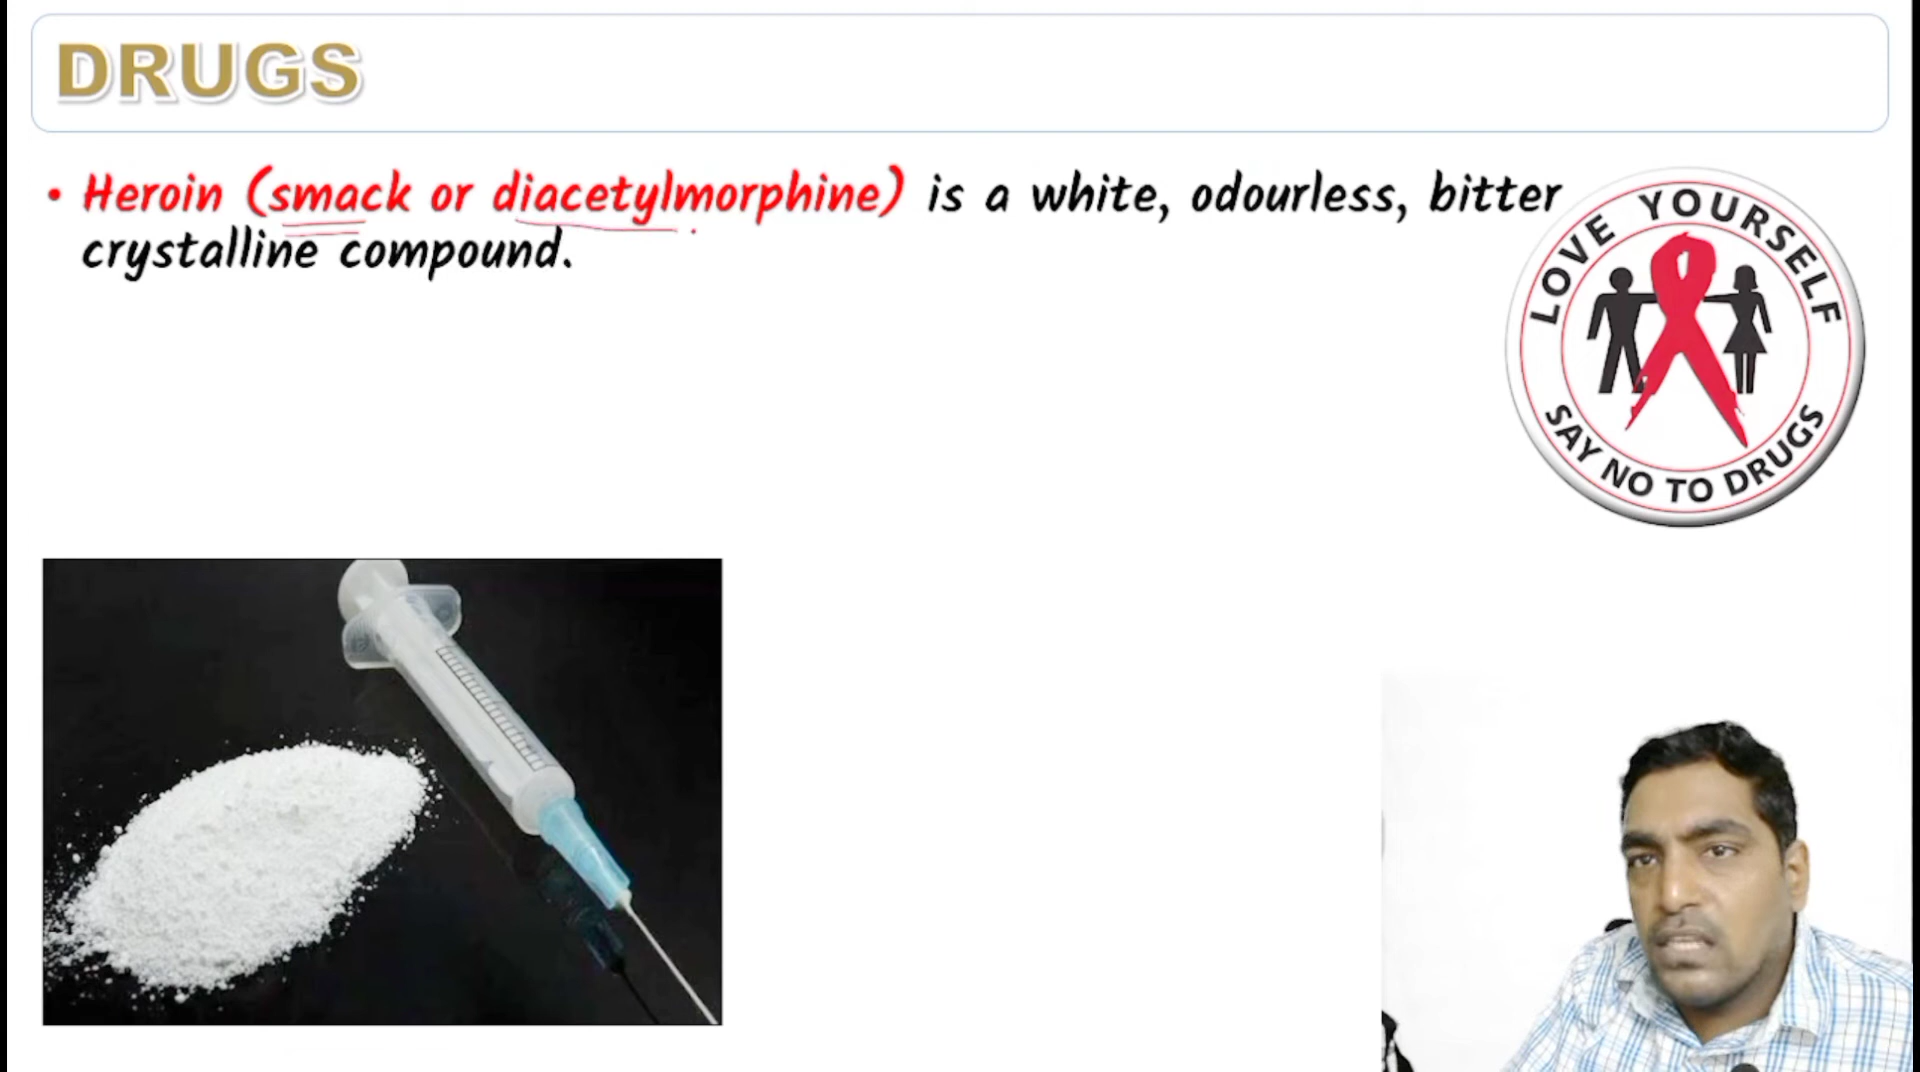 DRUGS
• Heroin (smack or diacetylmorphine) is a white, odourless, bitter
crystalline compound.
LOVE YOURSELF
SAY NO TO DRUGS